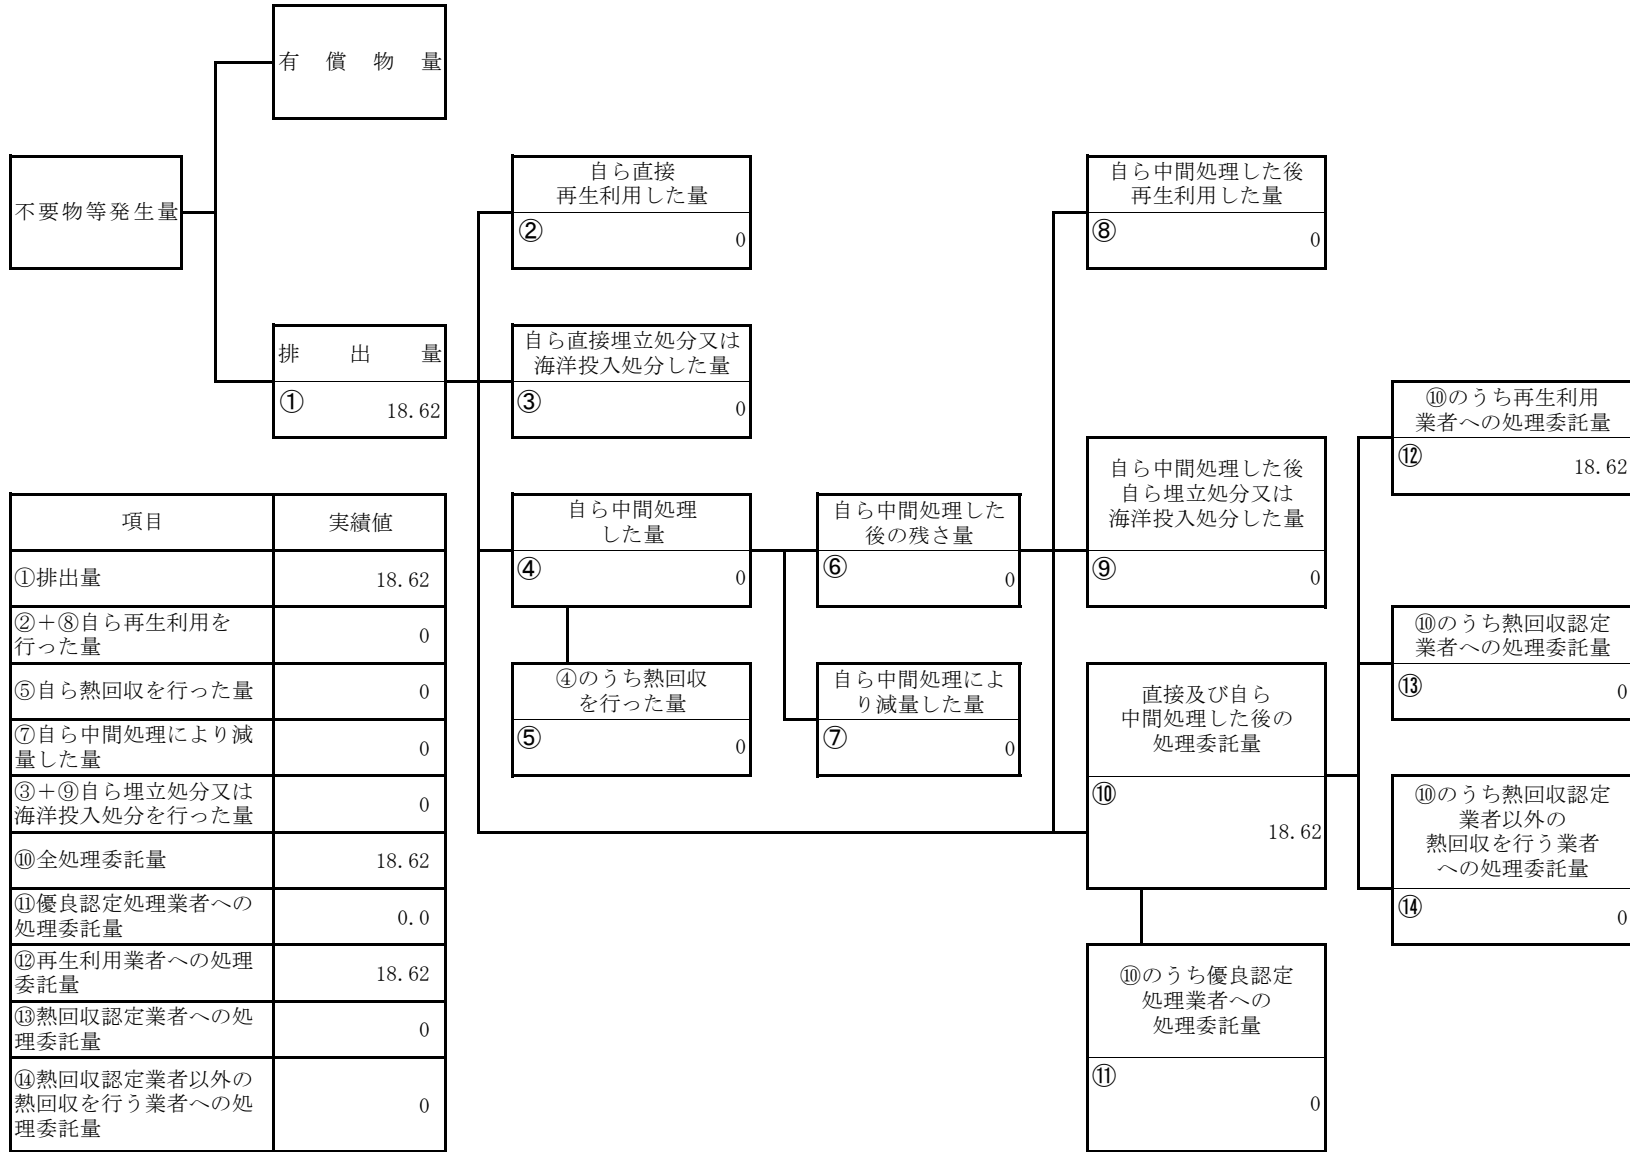 有償物量
不要物等発生量
排出量
①
18.62
自ら直接
再生利用した量
②
0
自ら直接埋立処分又は
海洋投入処分した量
③
0
自ら中間処理
した量
④
0
④のうち熱回収
を行った量
⑤
0
自ら中間処理した
後の残さ量
⑥
0
自ら中間処理によ
り減量した量
⑦
0
自ら中間処理した後
再生利用した量
⑧
0
自ら中間処理した後
自ら埋立処分又は
海洋投入処分した量
⑨
0
直接及び自ら
中間処理した後の
処理委託量
⑩
18.62
⑩のうち優良認定
処理業者への
処理委託量
⑪
0
⑩のうち再生利用
業者への処理委託量
⑫
18.62
⑩のうち熱回収認定
業者への処理委託量
⑬
0
⑩のうち熱回収認定
業者以外の
熱回収を行う業者
への処理委託量
⑭
0
項目 実績値
①排出量 18.62
②+⑧自ら再生利用を
行った量 0
⑤自ら熱回収を行った量 0
⑦自ら中間処理により減
量した量 0
③+⑨自ら埋立処分又は
海洋投入処分を行った量 0
⑩全処理委託量 18.62
⑪優良認定処理業者への
処理委託量 0.0
⑫再生利用業者への処理
委託量 18.62
⑬熱回収認定業者への処
理委託量 0
⑭熱回収認定業者以外の
熱回収を行う業者への処
理委託量 0